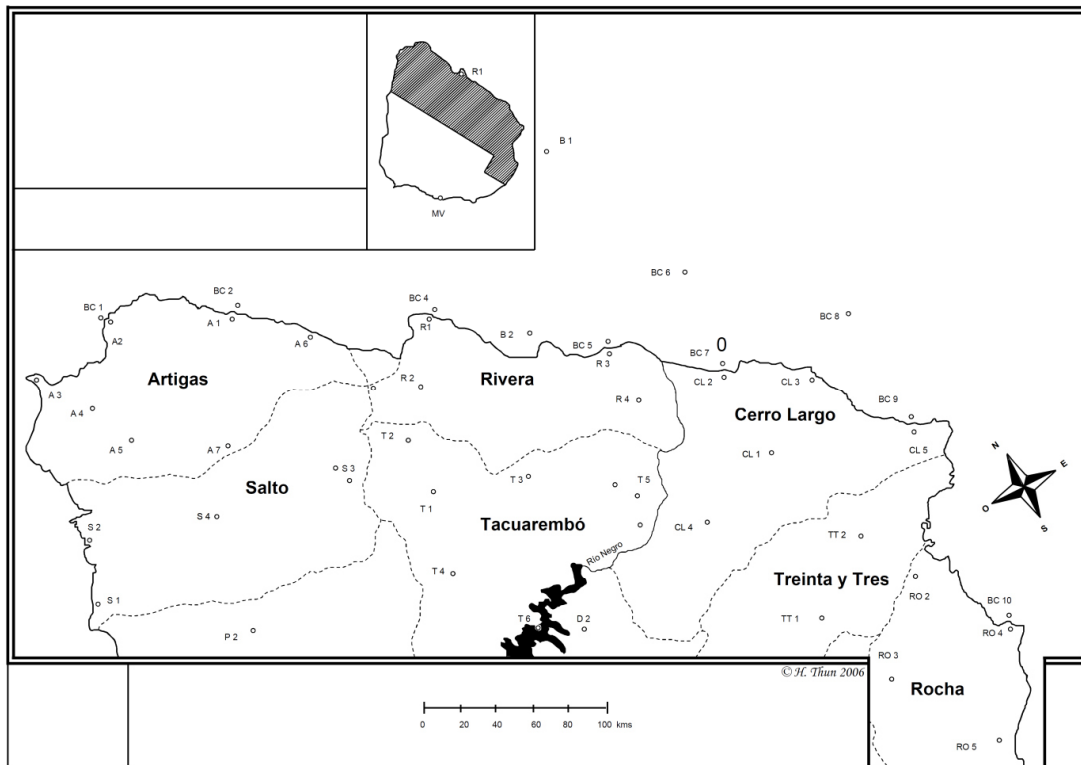 R1
B 1
MV
BC 6
BC 2
BC 1
BC 4
BC 8
A2
A 1
R1
B 2
BC 5
0
A 6
R 3
BC 7
Artigas
R 2
Rivera
CL 2
CL 3
A 3
R 4
BC 9
A 4
Cerro Largo
T 2
A 5
A 7
CL 1
CL 5
N
E
S 3
Salto
T 3
T 5
O
S
T 1
S 4
Tacuarembó
CL 4
S 2
TT 2
Río Negro
T 4
Treinta y Tres
RO 2
S 1
BC 10
T 6
D 2
TT 1
P 2
RO 4
RO 3
© H. Thun 2006
Rocha
0 20 40 60 80 100 kms
RO 5